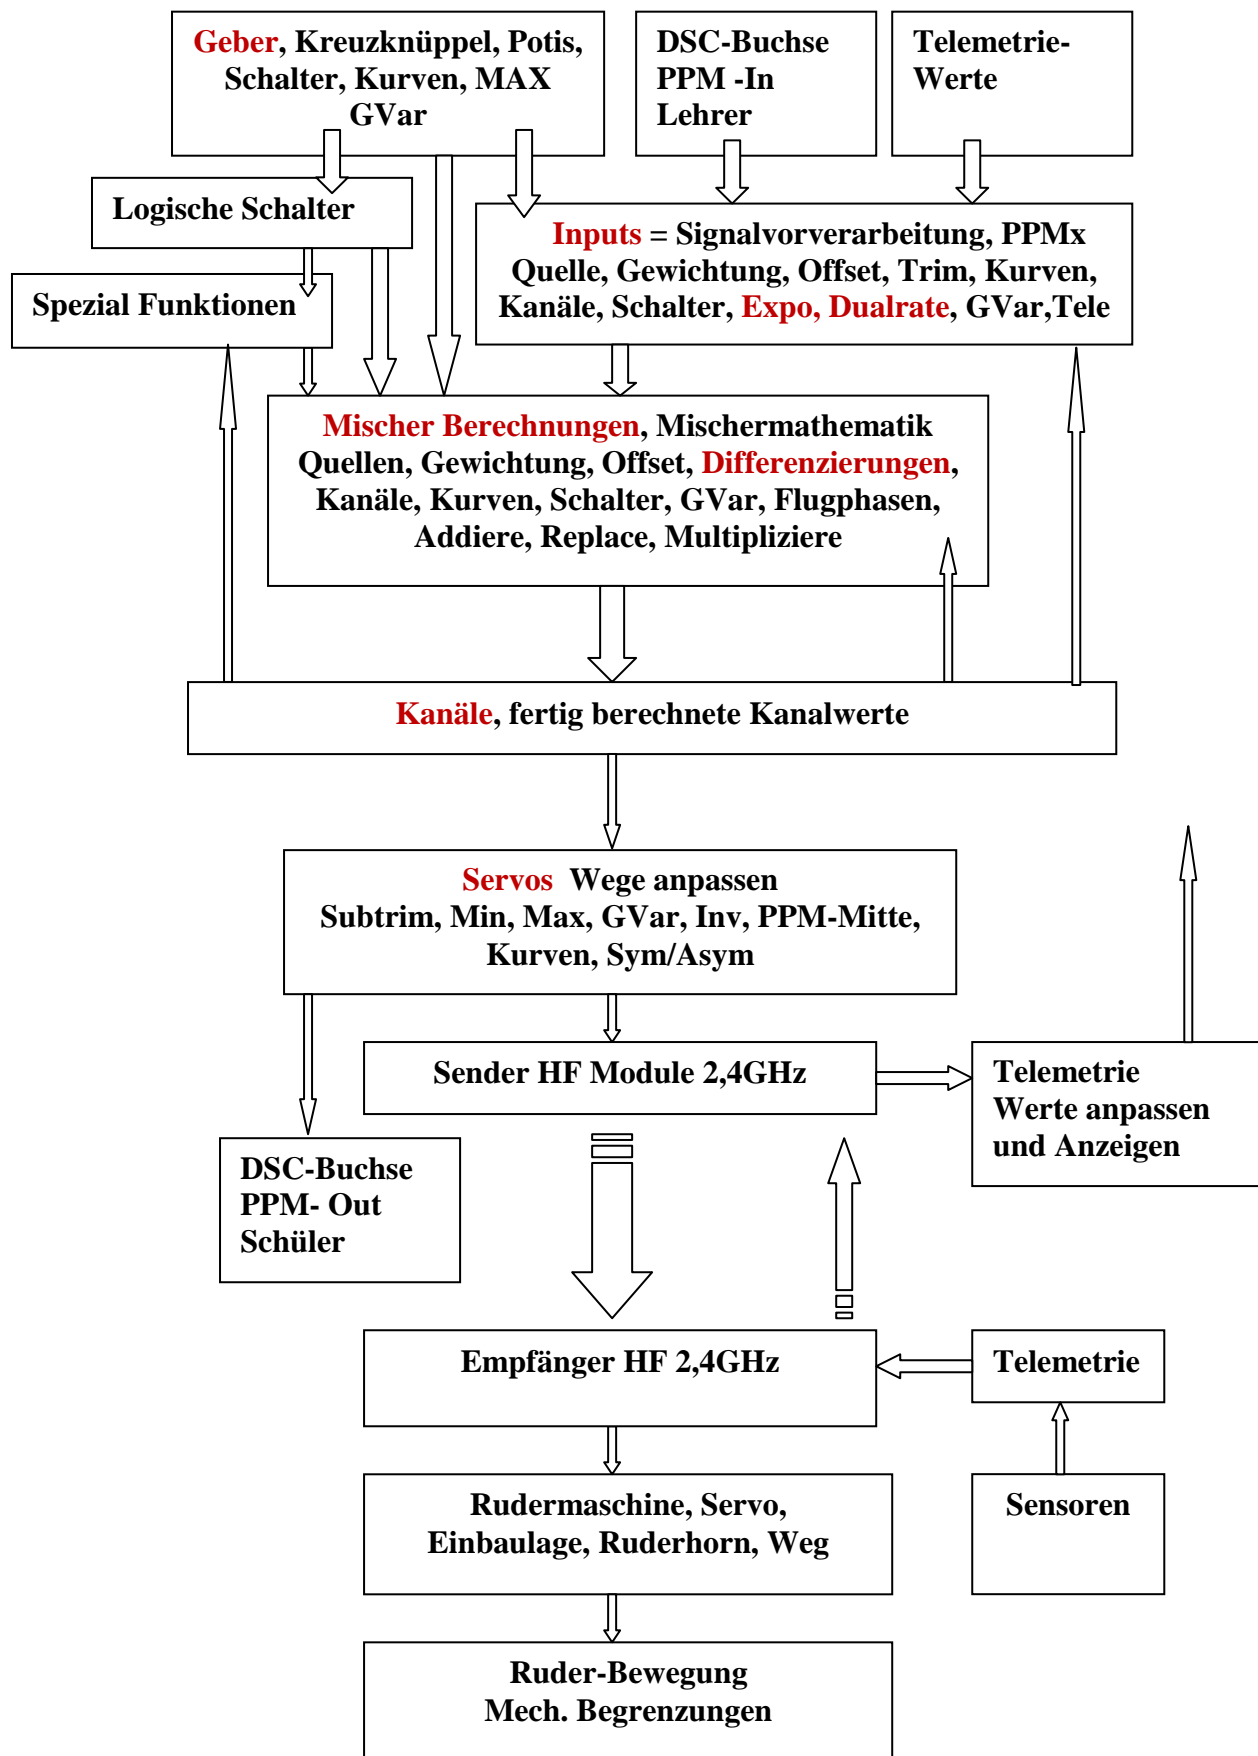 Geber, Kreuzknüppel, Potis,
Schalter, Kurven, MAX
GVar
DSC-Buchse
PPM -In
Lehrer
Telemetrie-
Werte
Logische Schalter
Inputs = Signalvorverarbeitung, PPMx
Quelle, Gewichtung, Offset, Trim, Kurven,
Kanäle, Schalter, Expo, Dualrate, GVar,Tele
Spezial Funktionen
Mischer Berechnungen, Mischermathematik
Quellen, Gewichtung, Offset, Differenzierungen,
Kanäle, Kurven, Schalter, GVar, Flugphasen,
Addiere, Replace, Multipliziere
Kanäle, fertig berechnete Kanalwerte
Servos Wege anpassen
Subtrim, Min, Max, GVar, Inv, PPM-Mitte,
Kurven, Sym/Asym
Sender HF Module 2,4GHz
Telemetrie
Werte anpassen
und Anzeigen
DSC-Buchse
PPM- Out
Schüler
Empfänger HF 2,4GHz
Telemetrie
Rudermaschine, Servo,
Einbaulage, Ruderhorn, Weg
Sensoren
Ruder-Bewegung
Mech. Begrenzungen